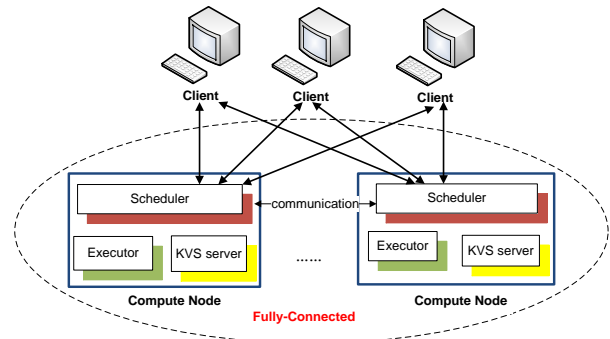 Client
Client
Client
Scheduler
communication
Scheduler
Executor
KVS server
......
Executor
KVS server
Compute Node
Compute Node
Fully-Connected